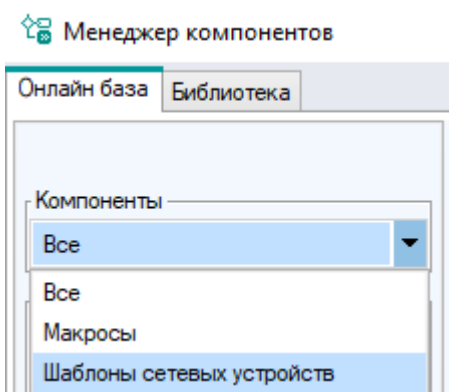 Менеджер компонентов
Онлайн база Библиотека
Компоненты
Все
Все
Макросы
Шаблоны сетевых устройств